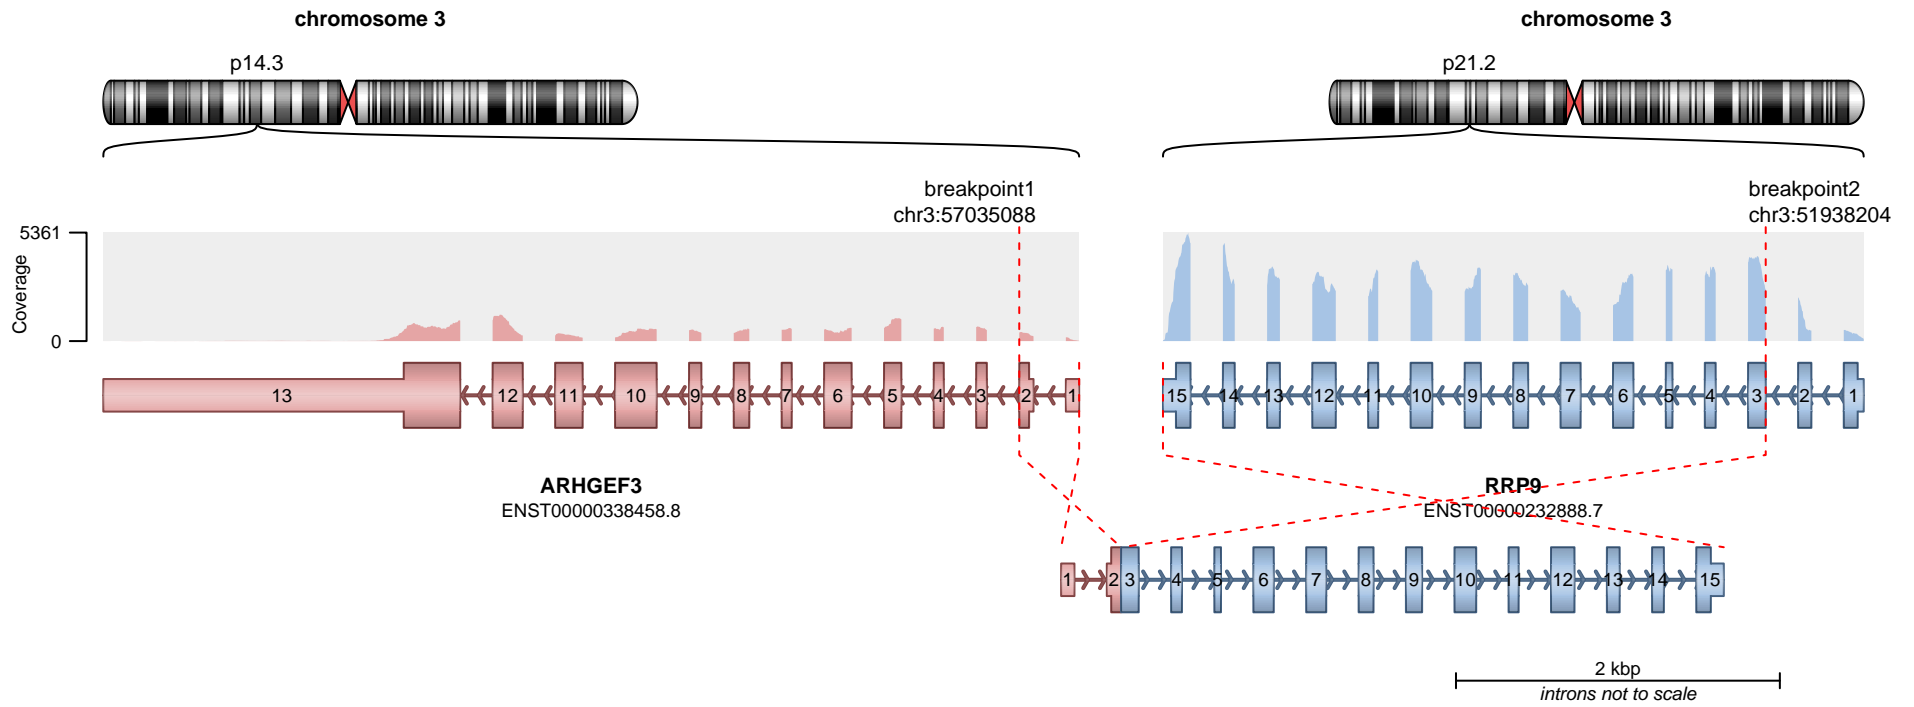 chromosome 3
chromosome 3
p14.3
p21.2
breakpoint1
chr3:57035088
breakpoint2
chr3:51938204
5361
0
Coverage
13 12 11 10 9 8 7 6 5 4 3 2 1
15 14 13 12 11 10 9 8 7 6 5 4 3 2 1
ARHGEF3
ENST00000338458.8
RRP9
ENST00000232888.7
1 2 3 4 5 6 7 8 9 10 11 12 13 14 15
2 kbp
introns not to scale